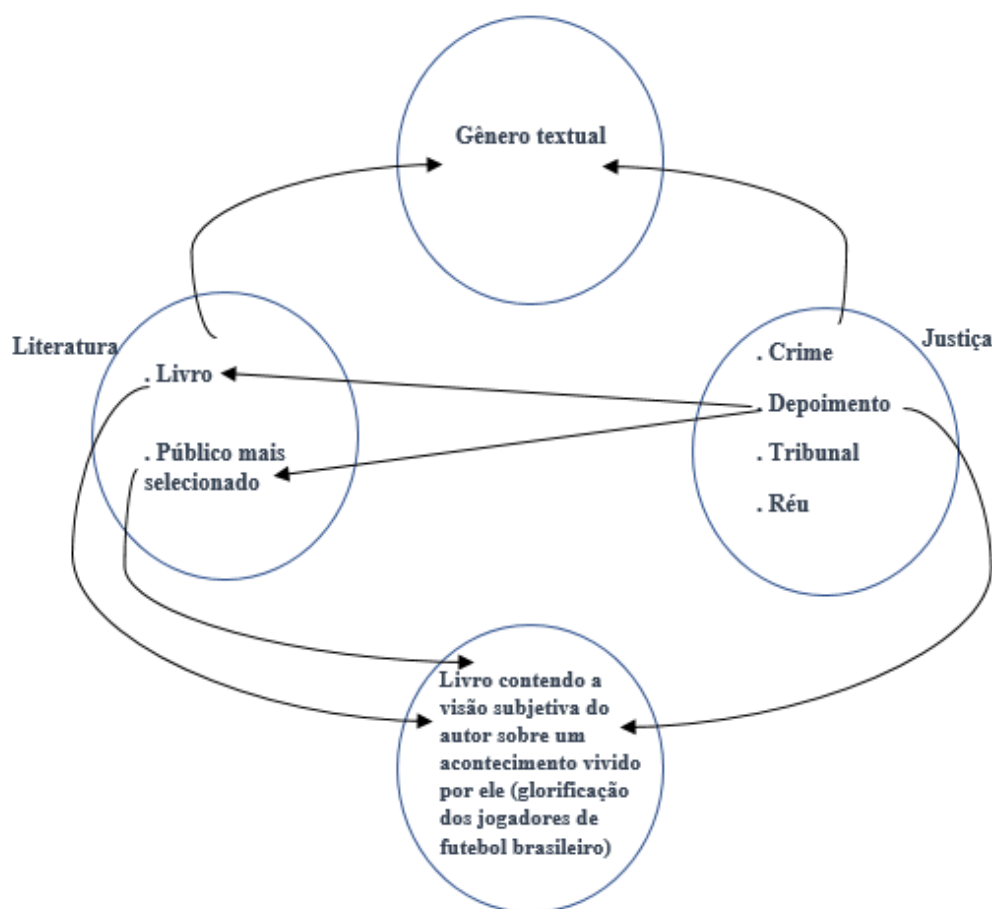 Gênero textual
Literatura
. Livro
. Público mais
selecionado
Justiça
. Crime
. Depoimento
. Tribunal
. Réu
Livro contendo a
visão subjetiva do
autor sobre um
acontecimento vivido
por ele (glorificação
dos jogadores de
futebol brasileiro)